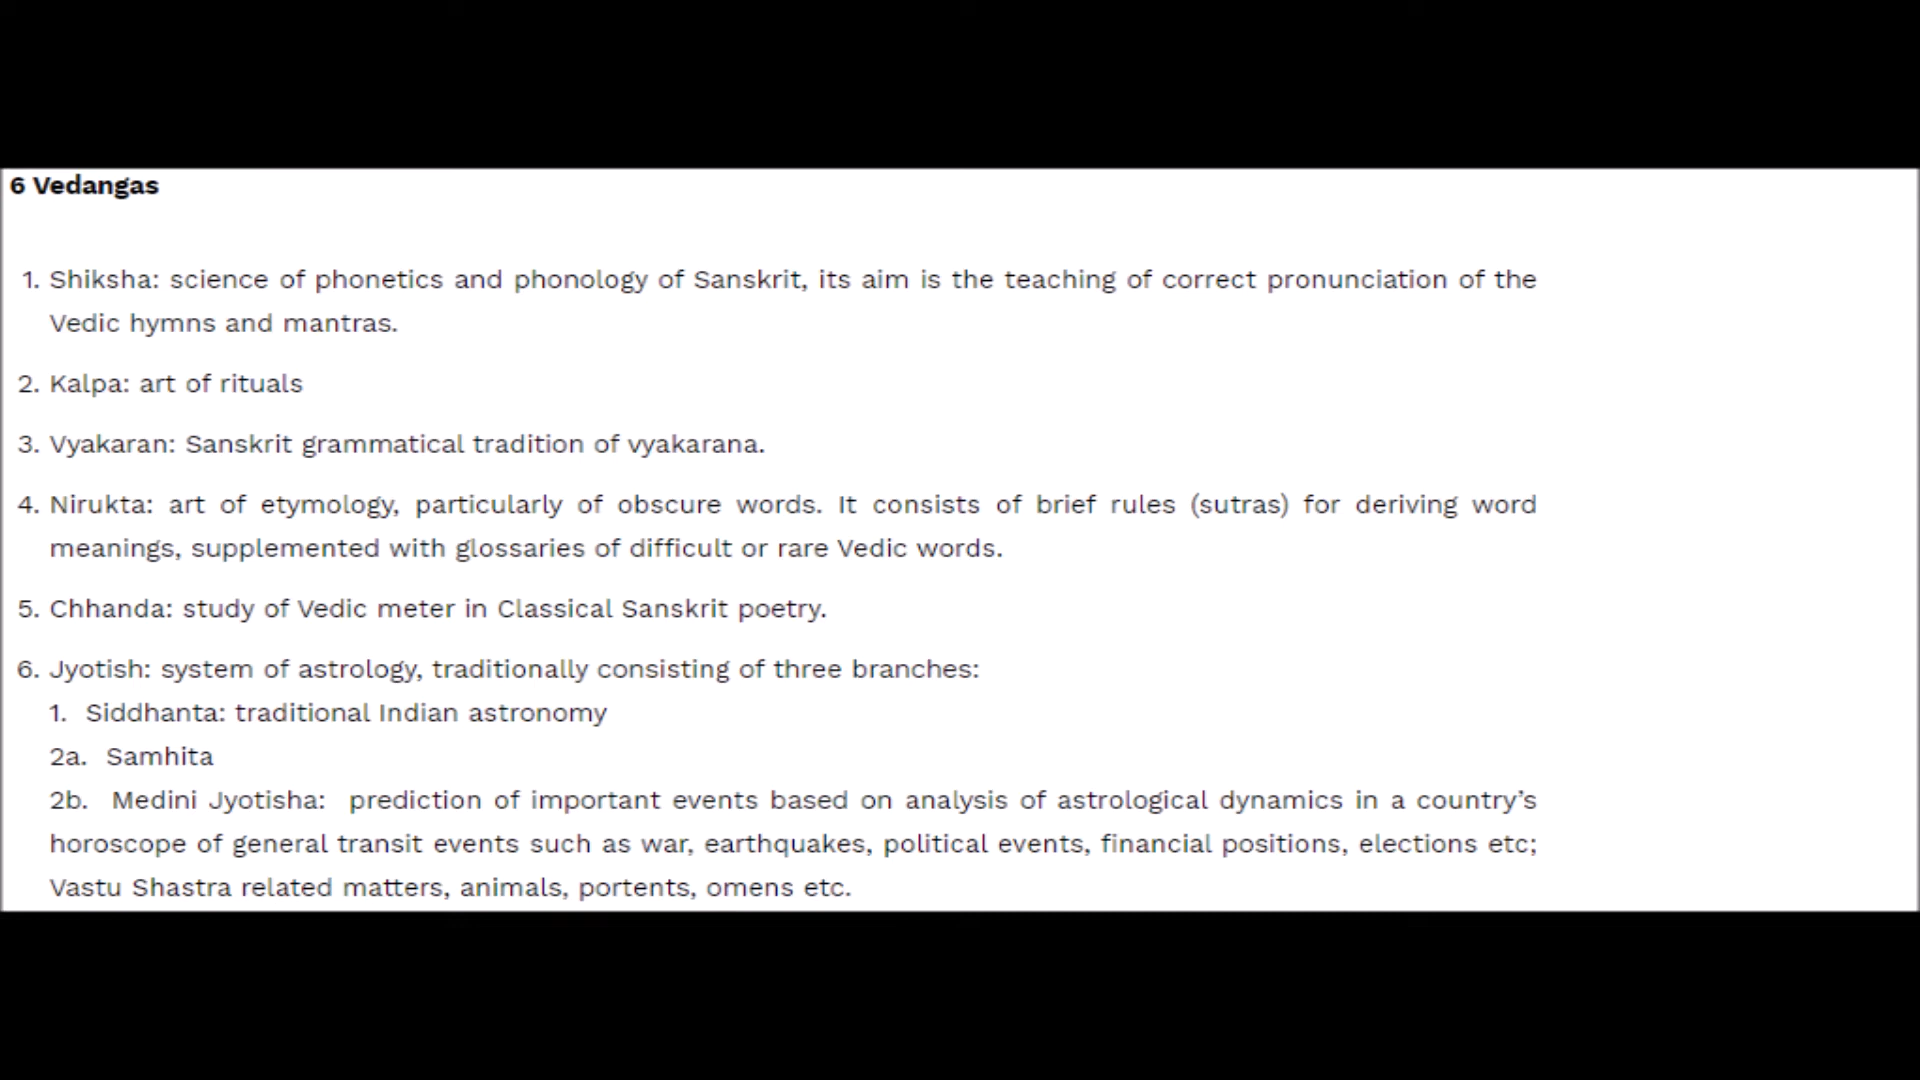 6 Vedangas
1. Shiksha: science of phonetics and phonology of Sanskrit, its aim is the teaching of correct pronunciation of the
Vedic hymns and mantras.
2. Kalpa: art of rituals
3. Vyakaran: Sanskrit grammatical tradition of vyakarana.
4. Nirukta: art of etymology, particularly of obscure words. It consists of brief rules (sutras) for deriving word
meanings, supplemented with glossaries of difficult or rare Vedic words.
5. Chhanda: study of Vedic meter in Classical Sanskrit poetry.
6. Jyotish: system of astrology, traditionally consisting of three branches:
1. Siddhanta: traditional Indian astronomy
2a. Samhita
2b. Medini Jyotisha: prediction of important events based on analysis of astrological dynamics in a country’s
horoscope of general transit events such as war, earthquakes, political events, financial positions, elections etc;
Vastu Shastra related matters, animals, portents, omens etc.